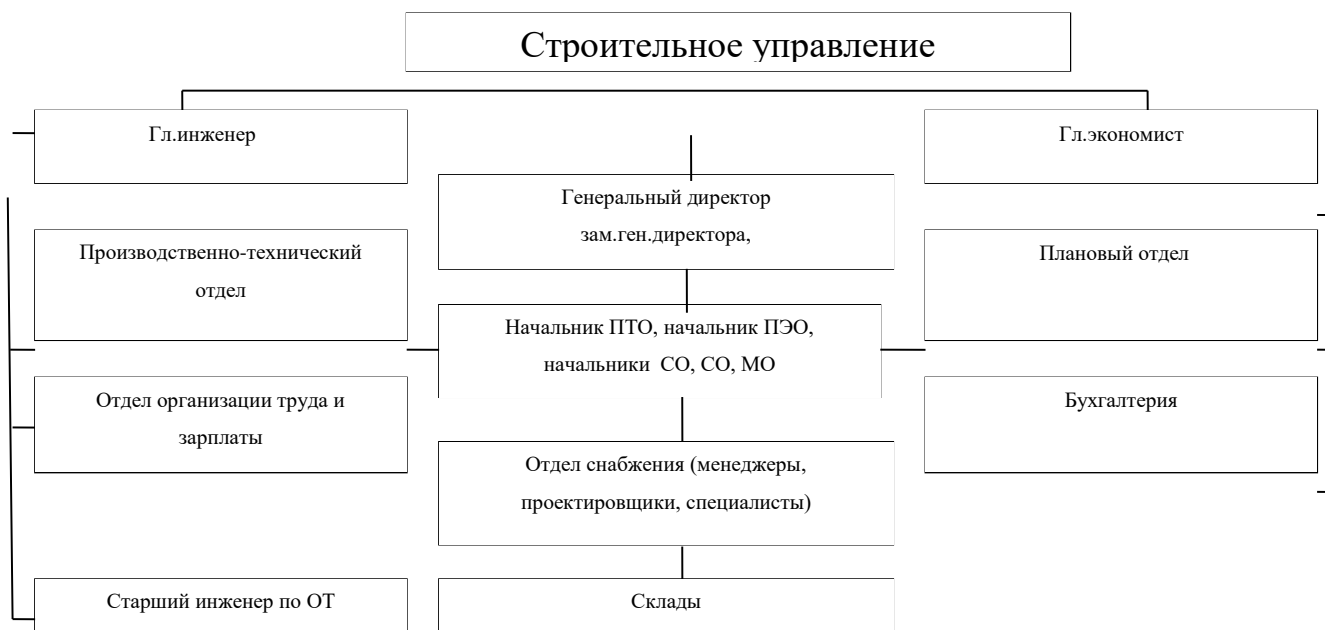 Строительное управление
Гл.инженер
Гл.экономист
Генеральный директор
зам.ген.директора,
Производственно-технический
отдел
Плановый отдел
Начальник ПТО, начальник ПЭО,
начальники СО, СО, МО
Отдел организации труда и
зарплаты
Бухгалтерия
Отдел снабжения (менеджеры,
проектировщики, специалисты)
Старший инженер по ОТ
Склады